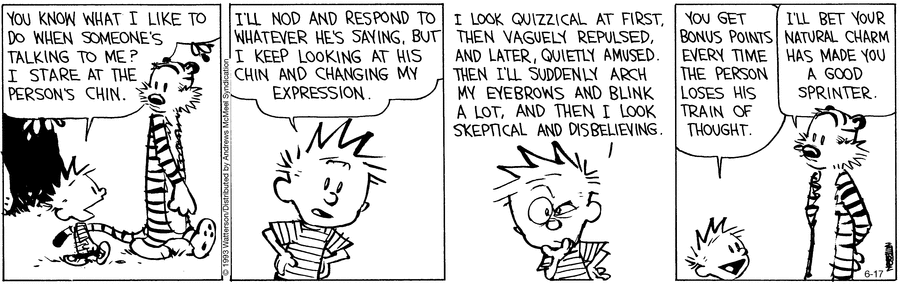 YOU KNOW WHAT I LIKE TO
DO WHEN SOMEONE'S
TALKING TO ME?
I STARE AT THE
PERSON'S CHIN.
© 1993 Watterson/Distributed by Andrews McMeel Syndication
I'LL NOD AND RESPOND TO
WHATEVER HE'S SAYING, BUT
I KEEP LOOKING AT HIS
CHIN AND CHANGING MY
EXPRESSION.
I LOOK QUIZZICAL AT FIRST,
THEN VAGUELY REPULSED,
AND LATER, QUIETLY AMUSED.
THEN I'LL SUDDENLY ARCH
MY EYEBROWS AND BLINK
A LOT, AND THEN I LOOK
SKEPTICAL AND DISBELIEVING.
YOU GET
BONUS POINTS
EVERY TIME
THE PERSON
LOSES HIS
TRAIN OF
THOUGHT.
I'LL BET YOUR
NATURAL CHARM
HAS MADE YOU
A GOOD
SPRINTER.
WATTERSON
6-17